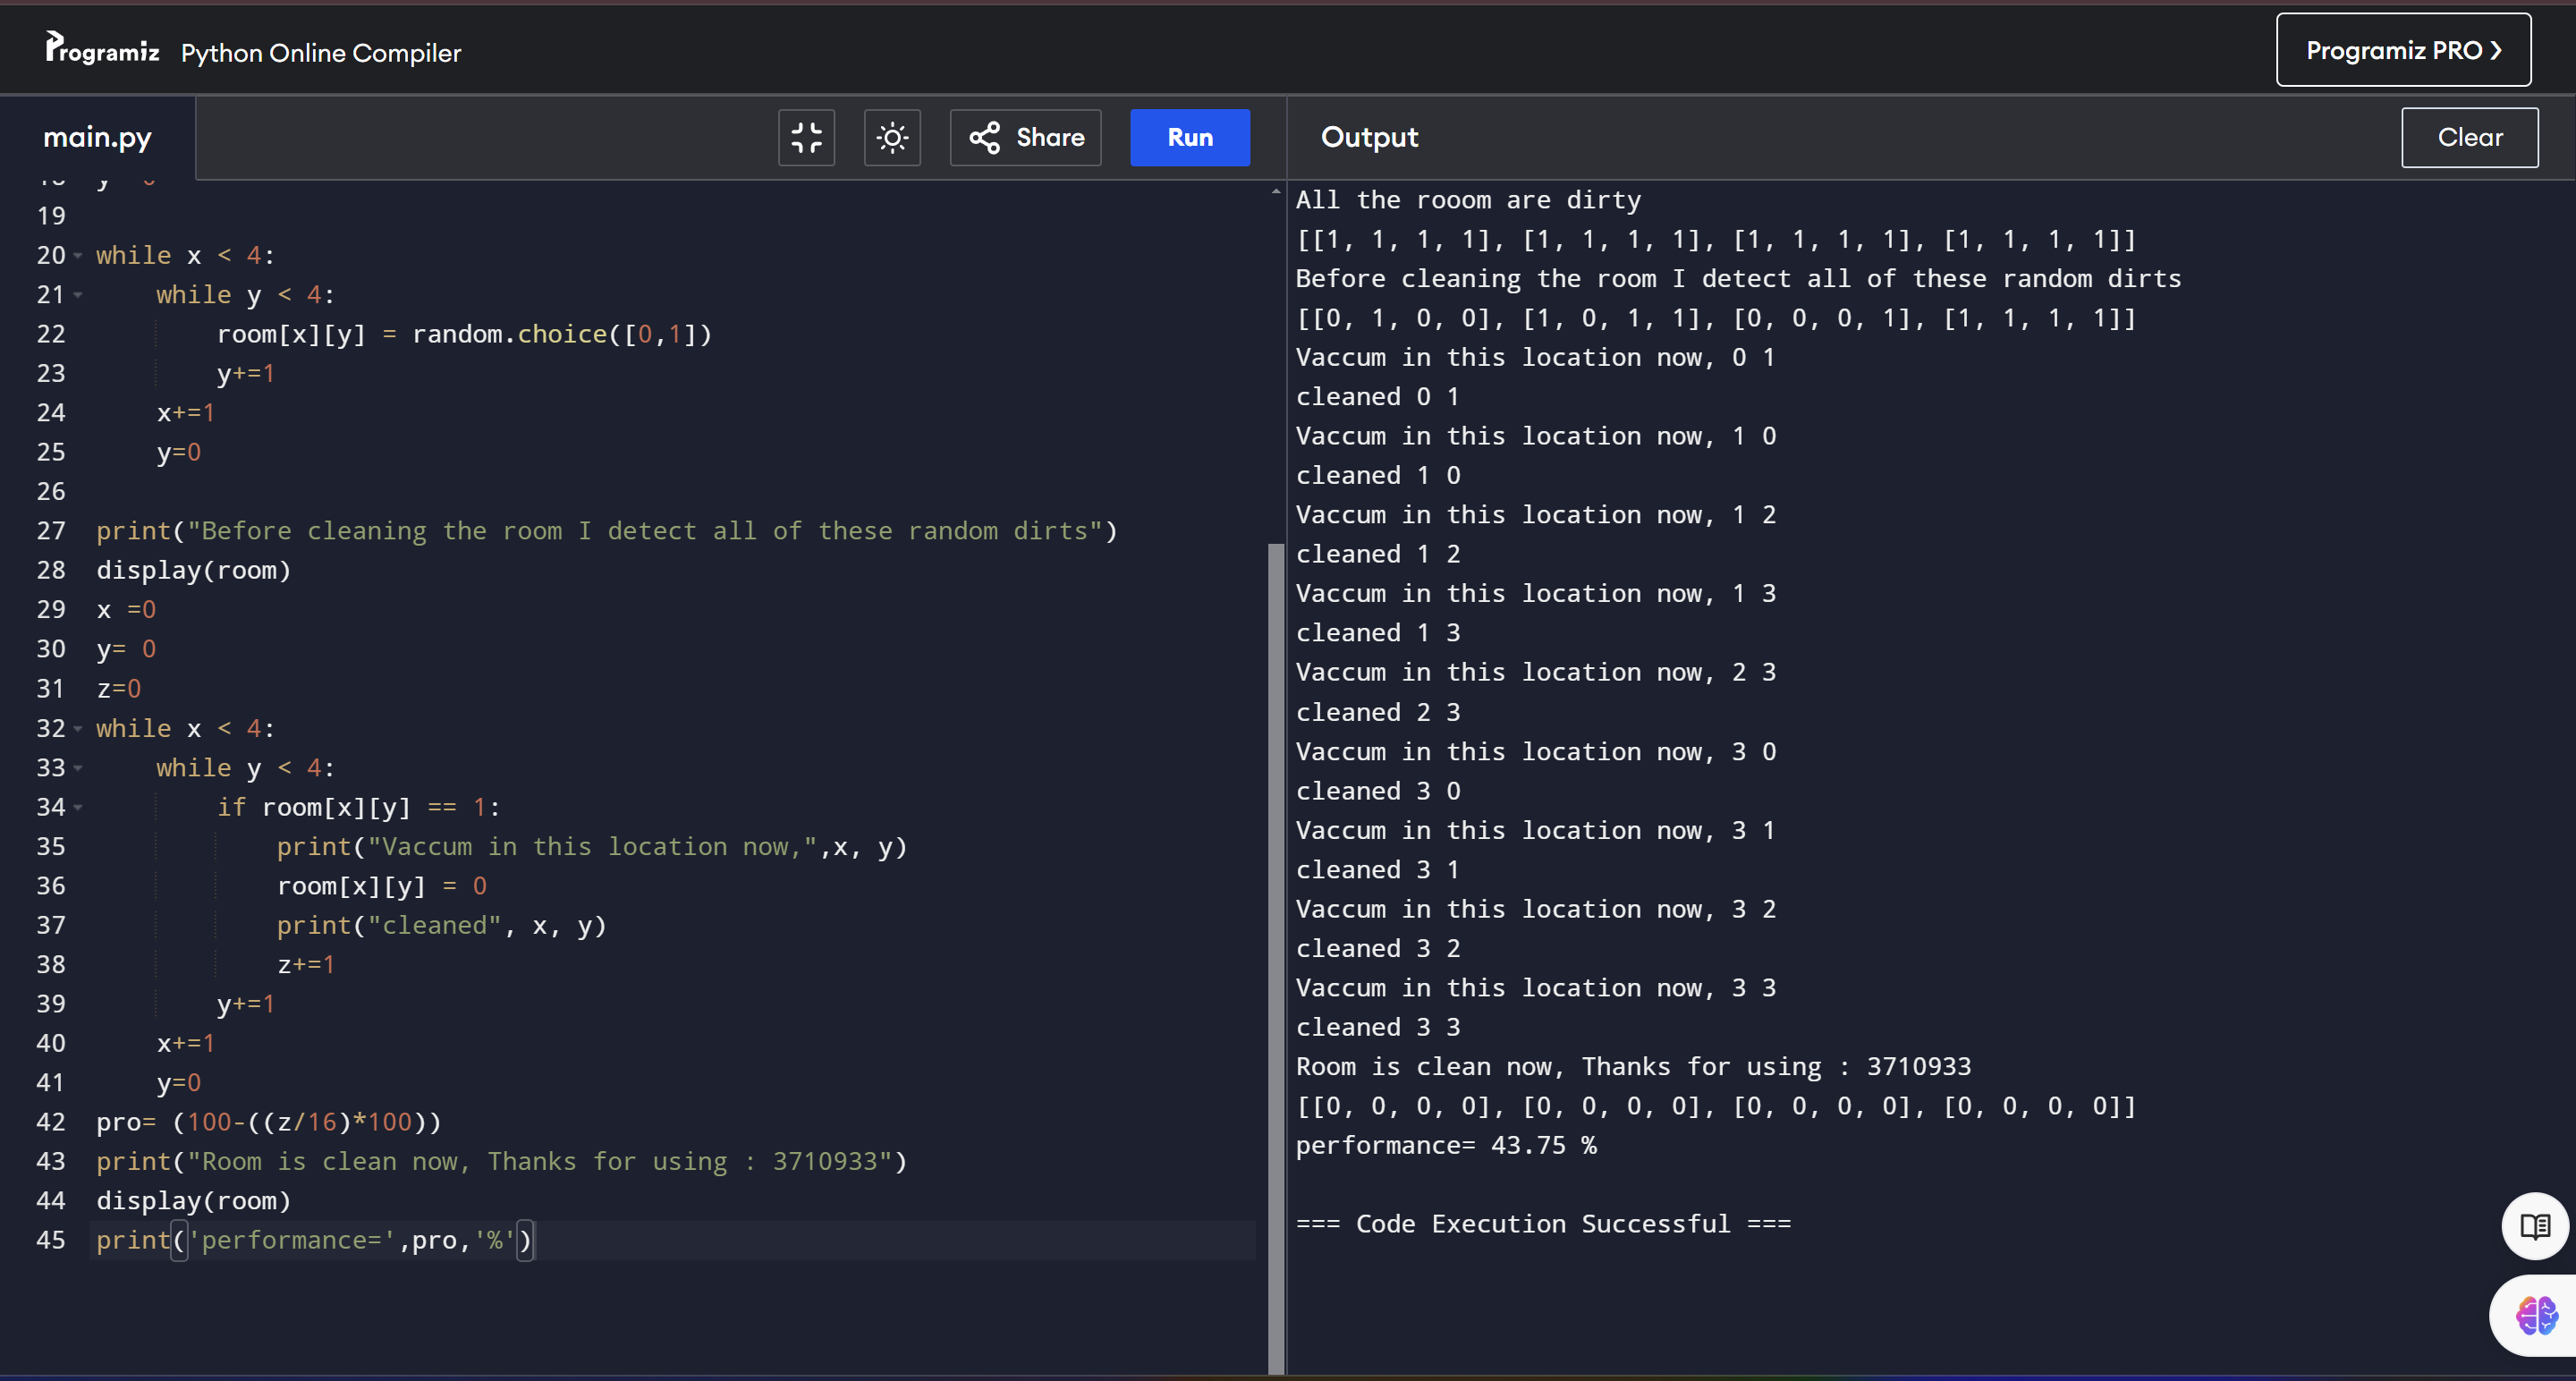 Programiz Python Online Compiler
Programiz PRO
main.py
Share
Run
Output
Clear
19
20 while x < 4:
21     while y < 4:
22         room[x][y] = random.choice([0,1])
23         y+=1
24     x+=1
25     y=0
26
27 print("Before cleaning the room I detect all of these random dirts")
28 display(room)
29 x =0
30 y= 0
31 z=0
32 while x < 4:
33     while y < 4:
34         if room[x][y] == 1:
35             print("Vaccum in this location now,",x, y)
36             room[x][y] = 0
37             print("cleaned", x, y)
38             z+=1
39         y+=1
40     x+=1
41     y=0
42 pro= (100-((z/16)*100))
43 print("Room is clean now, Thanks for using : 3710933")
44 display(room)
45 print('performance=',pro,'%')
All the rooom are dirty
[[1, 1, 1, 1], [1, 1, 1, 1], [1, 1, 1, 1], [1, 1, 1, 1]]
Before cleaning the room I detect all of these random dirts
[[0, 1, 0, 0], [1, 0, 1, 1], [0, 0, 0, 1], [1, 1, 1, 1]]
Vaccum in this location now, 0 1
cleaned 0 1
Vaccum in this location now, 1 0
cleaned 1 0
Vaccum in this location now, 1 2
cleaned 1 2
Vaccum in this location now, 1 3
cleaned 1 3
Vaccum in this location now, 2 3
cleaned 2 3
Vaccum in this location now, 3 0
cleaned 3 0
Vaccum in this location now, 3 1
cleaned 3 1
Vaccum in this location now, 3 2
cleaned 3 2
Vaccum in this location now, 3 3
cleaned 3 3
Room is clean now, Thanks for using : 3710933
[[0, 0, 0, 0], [0, 0, 0, 0], [0, 0, 0, 0], [0, 0, 0, 0]]
performance= 43.75 %
=== Code Execution Successful ===